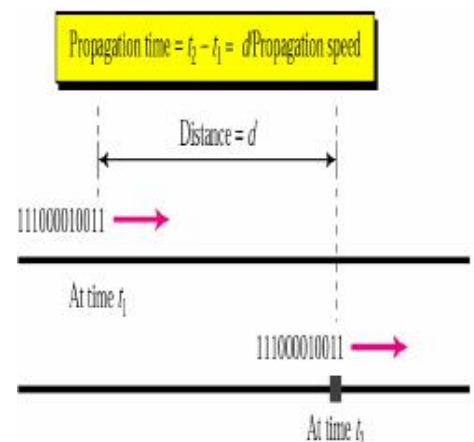 Propagation time = t₂ – t₁ = d/Propagation speed
Distance = d
111000010011
At time t₁
111000010011
At time t₂